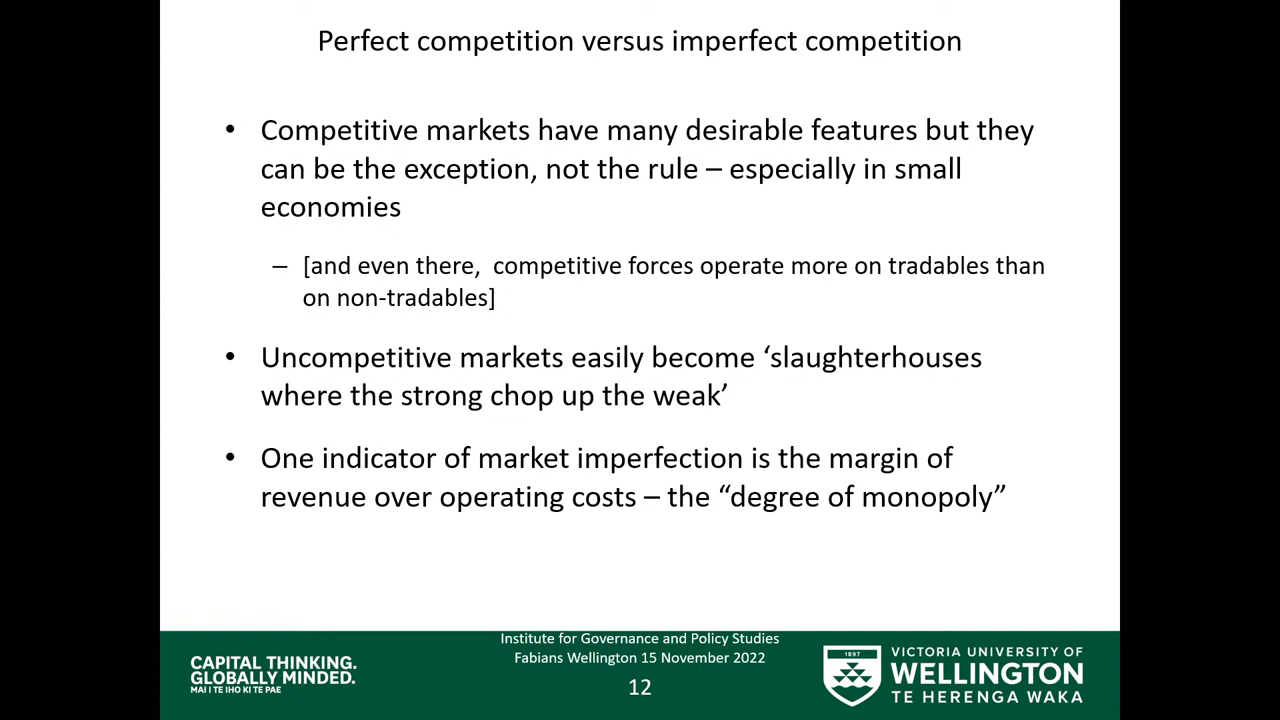 Perfect competition versus imperfect competition
• Competitive markets have many desirable features but they
can be the exception, not the rule – especially in small
economies
– [and even there,  competitive forces operate more on tradables than
on non-tradables]
• Uncompetitive markets easily become ‘slaughterhouses
where the strong chop up the weak’
• One indicator of market imperfection is the margin of
revenue over operating costs – the “degree of monopoly”
Institute for Governance and Policy Studies
Fabians Wellington 15 November 2022
12
CAPITAL THINKING.
GLOBALLY MINDED.
MAI I TE IHO KI TE PAE
1897
VICTORIA UNIVERSITY OF
WELLINGTON
TE HERENGA WAKA